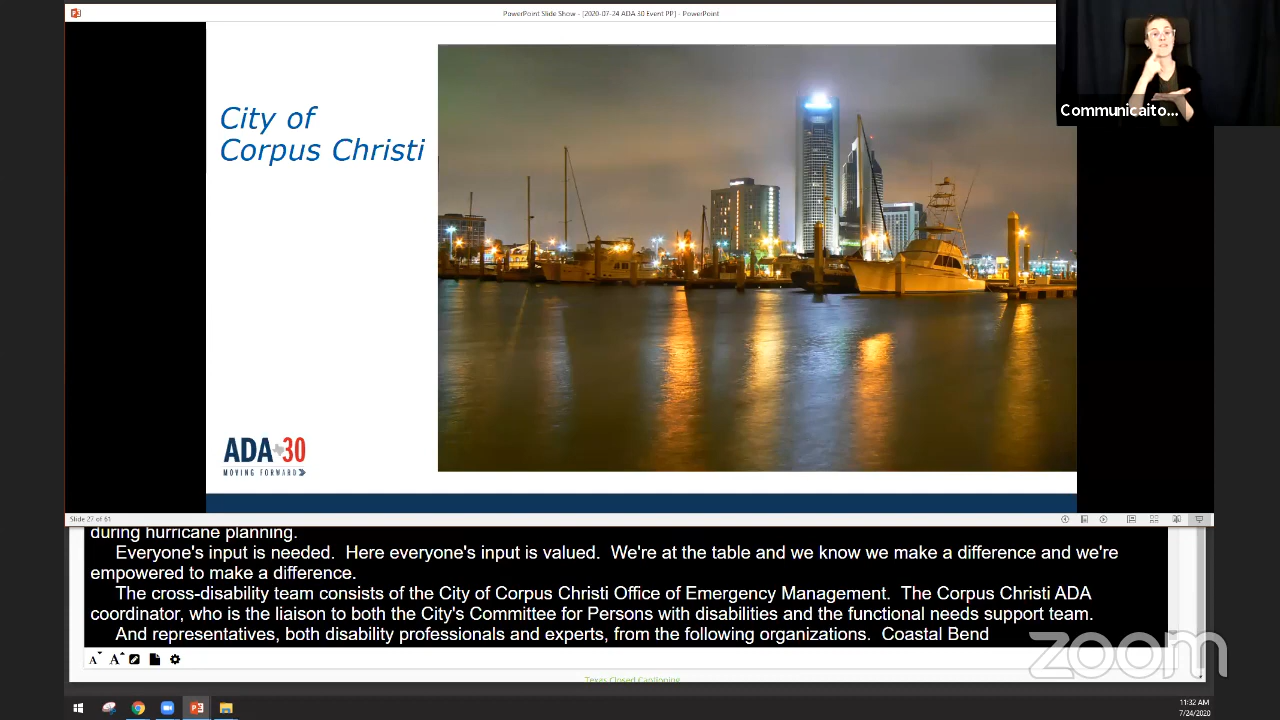 PowerPoint Slide Show - [2020-07-24 ADA 30 Event PP] - PowerPoint
City of
Corpus Christi
Communicaito...
ADA 30
MOVING FORWARD
Slide 27 of 61
during hurricane planning.
Everyone's input is needed. Here everyone's input is valued. We're at the table and we know we make a difference and we're
empowered to make a difference.
The cross-disability team consists of the City of Corpus Christi Office of Emergency Management. The Corpus Christi ADA
coordinator, who is the liaison to both the City's Committee for Persons with disabilities and the functional needs support team.
And representatives, both disability professionals and experts, from the following organizations. Coastal Bend
zoom
A A
Texas Closed Captioning
11:32 AM
7/24/2020